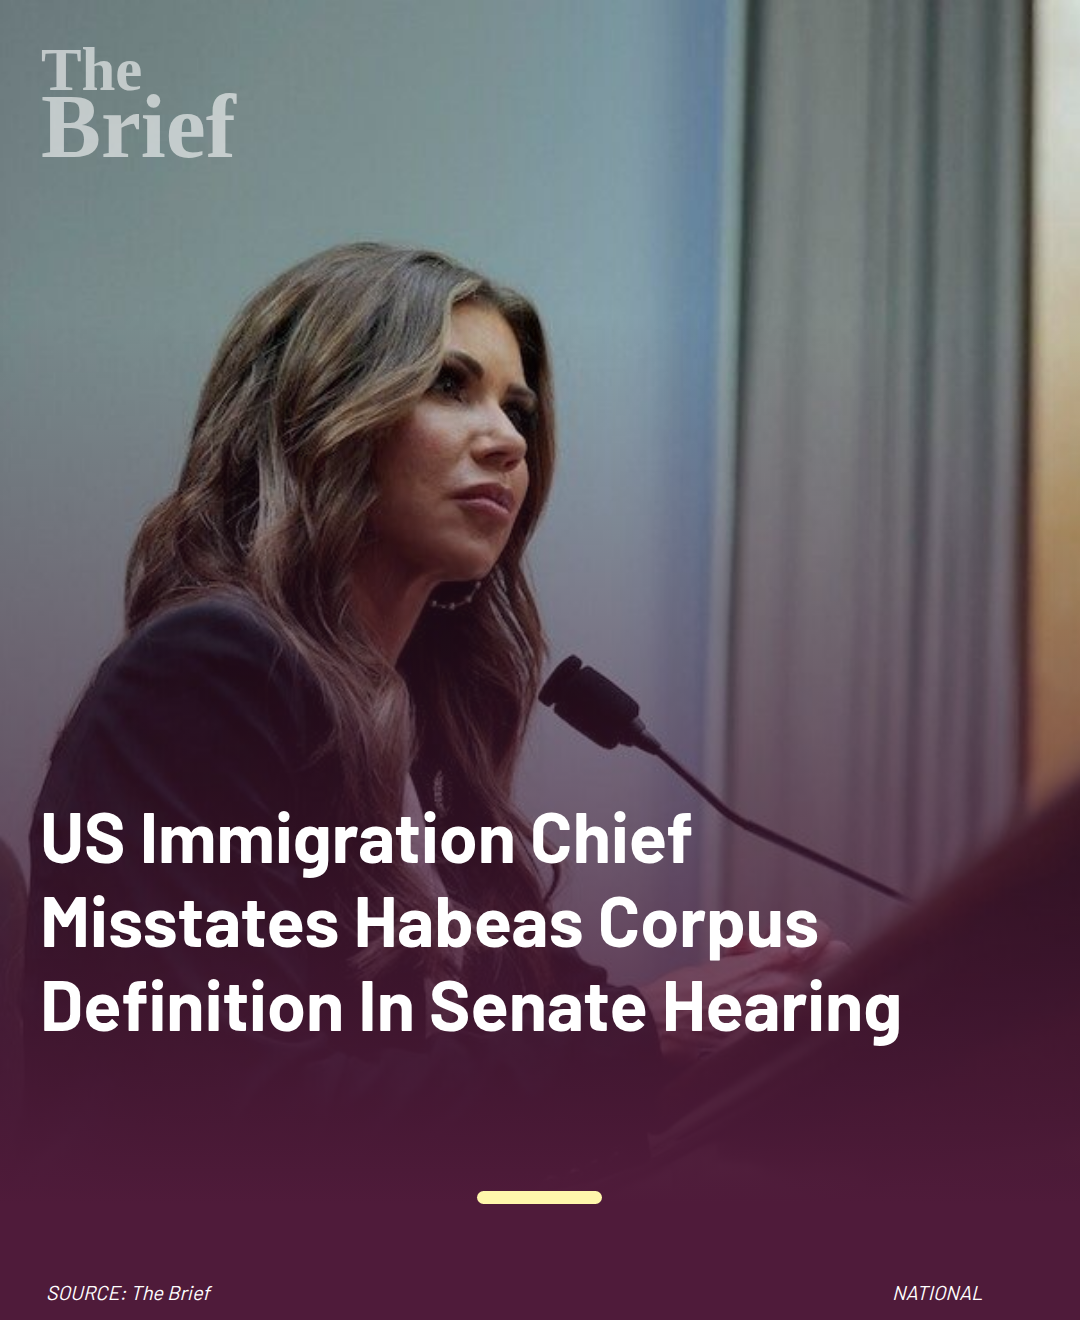 The
Brief
US Immigration Chief
Misstates Habeas Corpus
Definition In Senate Hearing
SOURCE: The Brief
NATIONAL